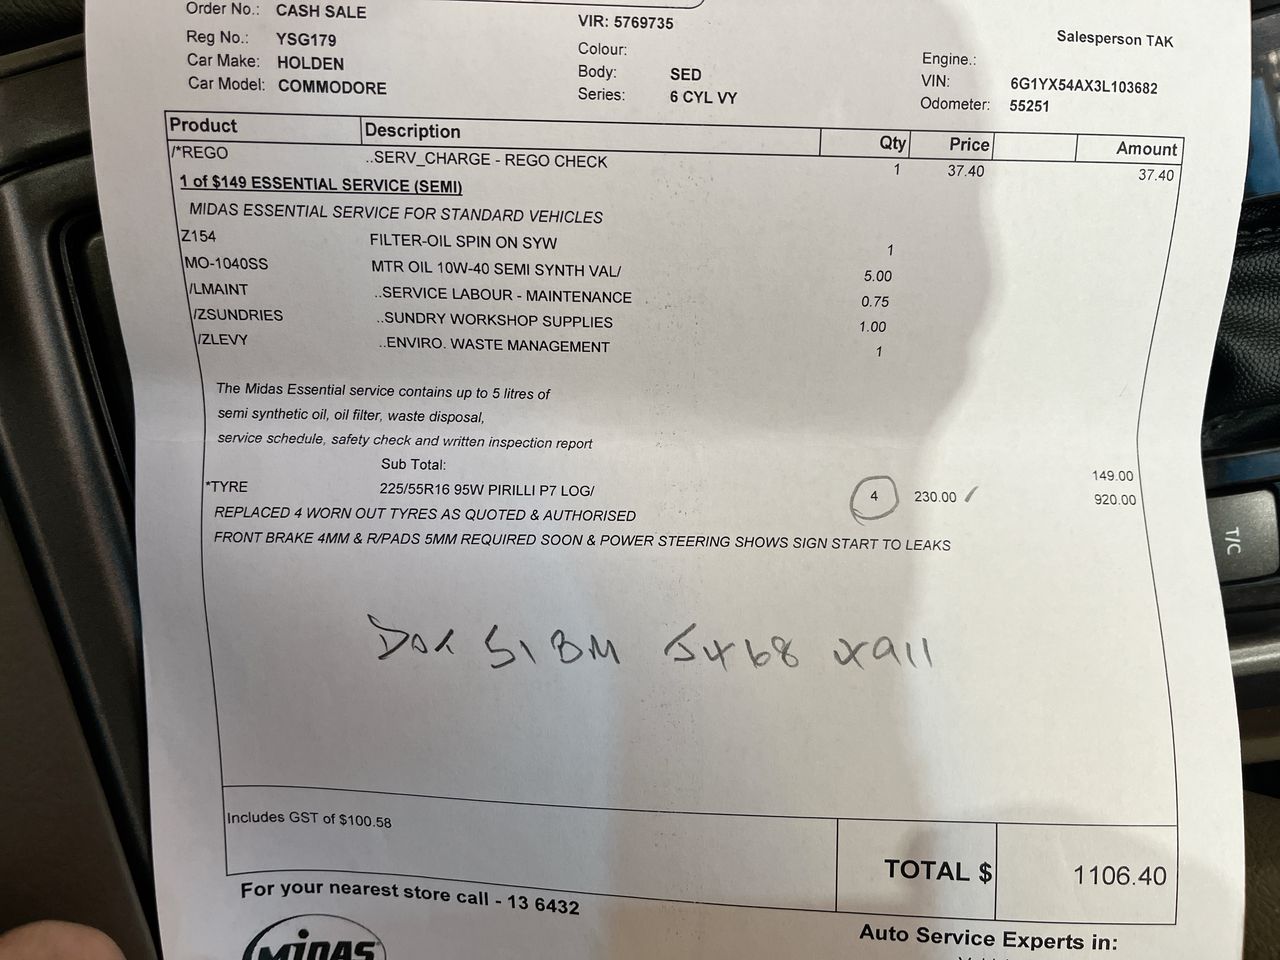 Order No.: CASH SALE VIR: 5769735 Salesperson TAK
Reg No.: YSG179 Colour: Engine.:
Car Make: HOLDEN Body: SED VIN: 6G1YX54AX3L103682
Car Model: COMMODORE Series: 6 CYL VY Odometer: 55251
Product Description Qty Price Amount
/*REGO ..SERV_CHARGE - REGO CHECK 1 37.40 37.40
1 of $149 ESSENTIAL SERVICE (SEMI)
MIDAS ESSENTIAL SERVICE FOR STANDARD VEHICLES
Z154 FILTER-OIL SPIN ON SYW 1
MO-1040SS MTR OIL 10W-40 SEMI SYNTH VAL/ 5.00
/LMAINT ..SERVICE LABOUR - MAINTENANCE 0.75
/ZSUNDRIES ..SUNDRY WORKSHOP SUPPLIES 1.00
/ZLEVY ..ENVIRO. WASTE MANAGEMENT 1
The Midas Essential service contains up to 5 litres of
semi synthetic oil, oil filter, waste disposal,
service schedule, safety check and written inspection report
Sub Total: 149.00
*TYRE 225/55R16 95W PIRILLI P7 LOG/ 4 230.00 920.00
REPLACED 4 WORN OUT TYRES AS QUOTED & AUTHORISED
FRONT BRAKE 4MM & R/PADS 5MM REQUIRED SOON & POWER STEERING SHOWS SIGN START TO LEAKS
Includes GST of $100.58
TOTAL $ 1106.40
For your nearest store call - 13 6432
MiDAS
Auto Service Experts in:
T/C